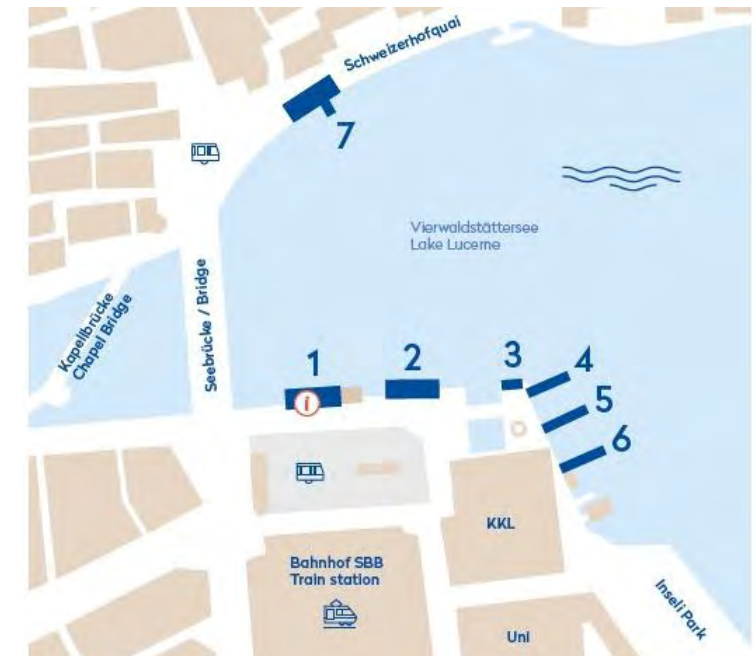 Schweizerhofquai
7
Vierwaldstättersee
Lake Lucerne
Kapellbrücke
Chapel Bridge
Seebrücke / Bridge
1
i
2
3
4
5
6
KKL
Bahnhof SBB
Train station
Inseli Park
Uni